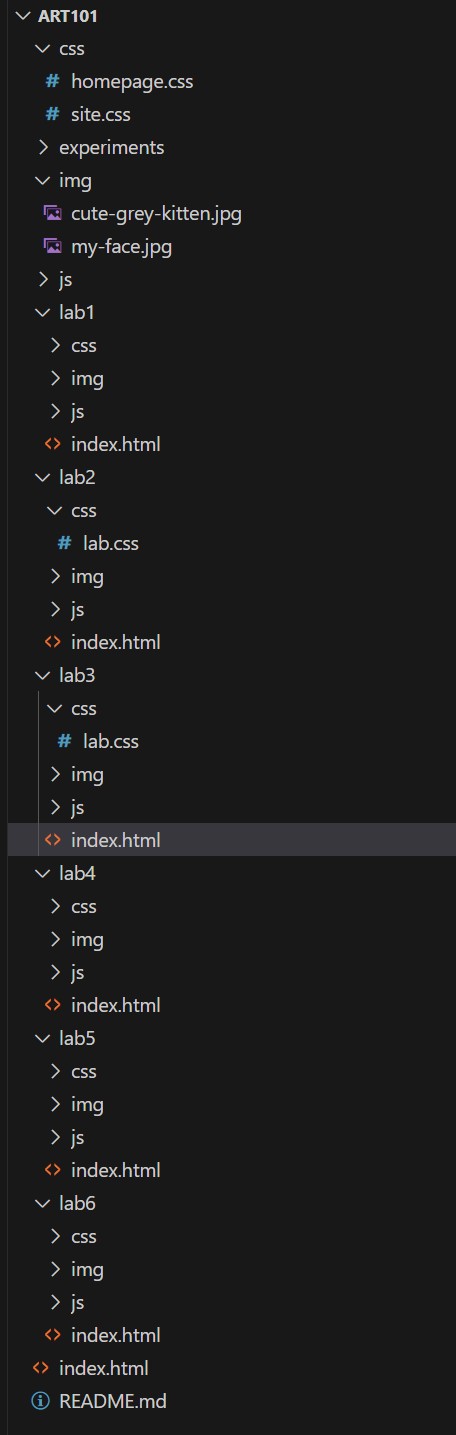 ART101
css
homepage.css
site.css
experiments
img
cute-grey-kitten.jpg
my-face.jpg
js
lab1
css
img
js
index.html
lab2
css
lab.css
img
js
index.html
lab3
css
lab.css
img
js
index.html
lab4
css
img
js
index.html
lab5
css
img
js
index.html
lab6
css
img
js
index.html
index.html
README.md